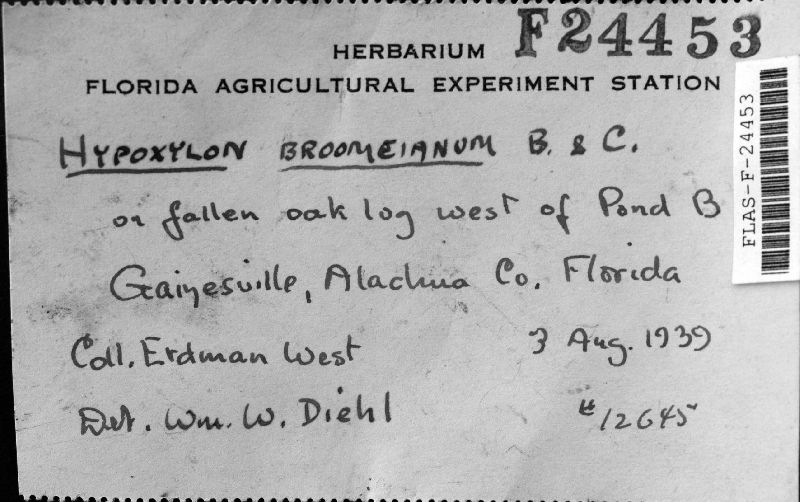 F24453
HERBARIUM
FLORIDA AGRICULTURAL EXPERIMENT STATION
HYPOXYLON BROOMEIANUM B. & C.
on fallen oak log west of Pond B
Gainesville, Alachua Co. Florida
Coll. Erdman West 3 Aug. 1939
Det. Wm. W. Diehl #12645
FLAS-F-24453